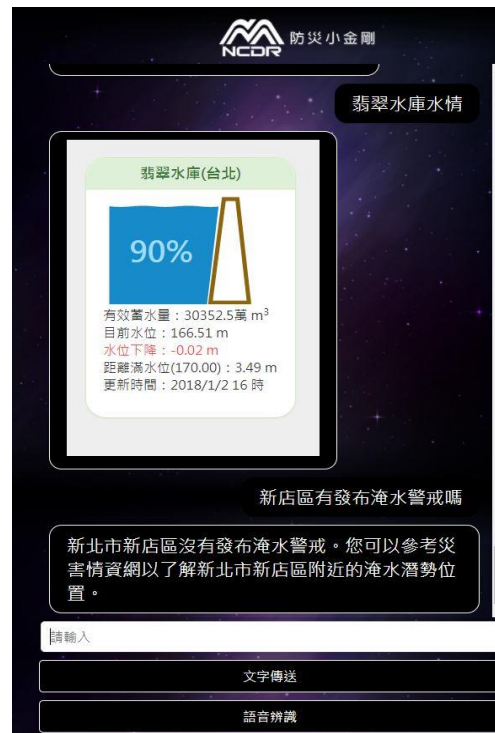 NCDR 防災小金剛
翡翠水庫水情
翡翠水庫(台北)
90%
有效蓄水量：30352.5萬 m³
目前水位：166.51 m
水位下降：-0.02 m
距離滿水位(170.00)：3.49 m
更新時間：2018/1/2 16 時
新店區有發布淹水警戒嗎
新北市新店區沒有發布淹水警戒。您可以參考災
害情資網以了解新北市新店區附近的淹水潛勢位
置。
請輸入
文字傳送
語音辨識